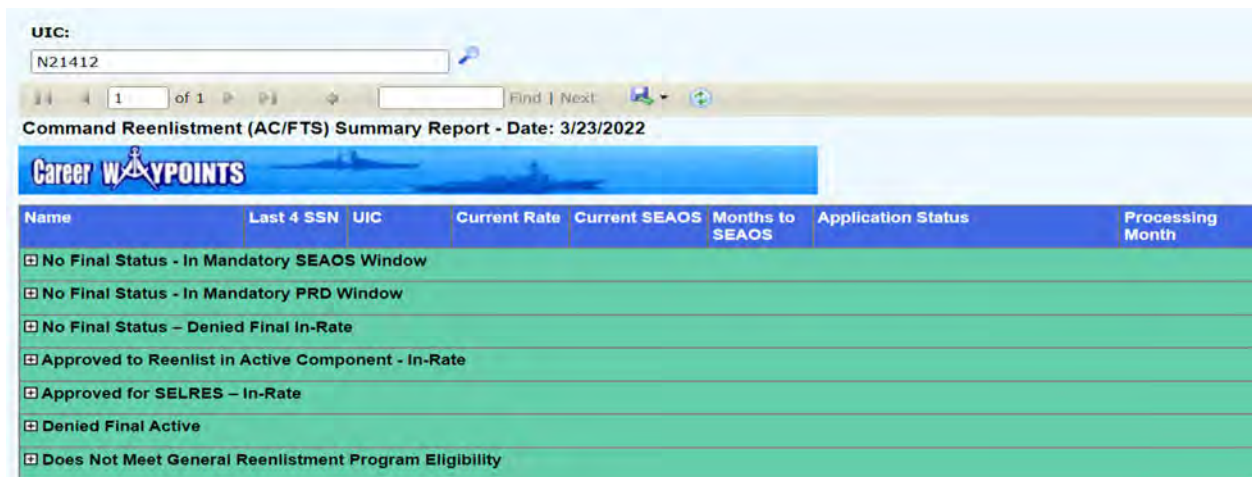 UIC:
N21412
1 of 1 Find | Next
Command Reenlistment (AC/FTS) Summary Report - Date: 3/23/2022
Career WAYPOINTS
Name Last 4 SSN UIC Current Rate Current SEAOS Months to SEAOS Application Status Processing Month
No Final Status - In Mandatory SEAOS Window
No Final Status - In Mandatory PRD Window
No Final Status – Denied Final In-Rate
Approved to Reenlist in Active Component - In-Rate
Approved for SELRES – In-Rate
Denied Final Active
Does Not Meet General Reenlistment Program Eligibility